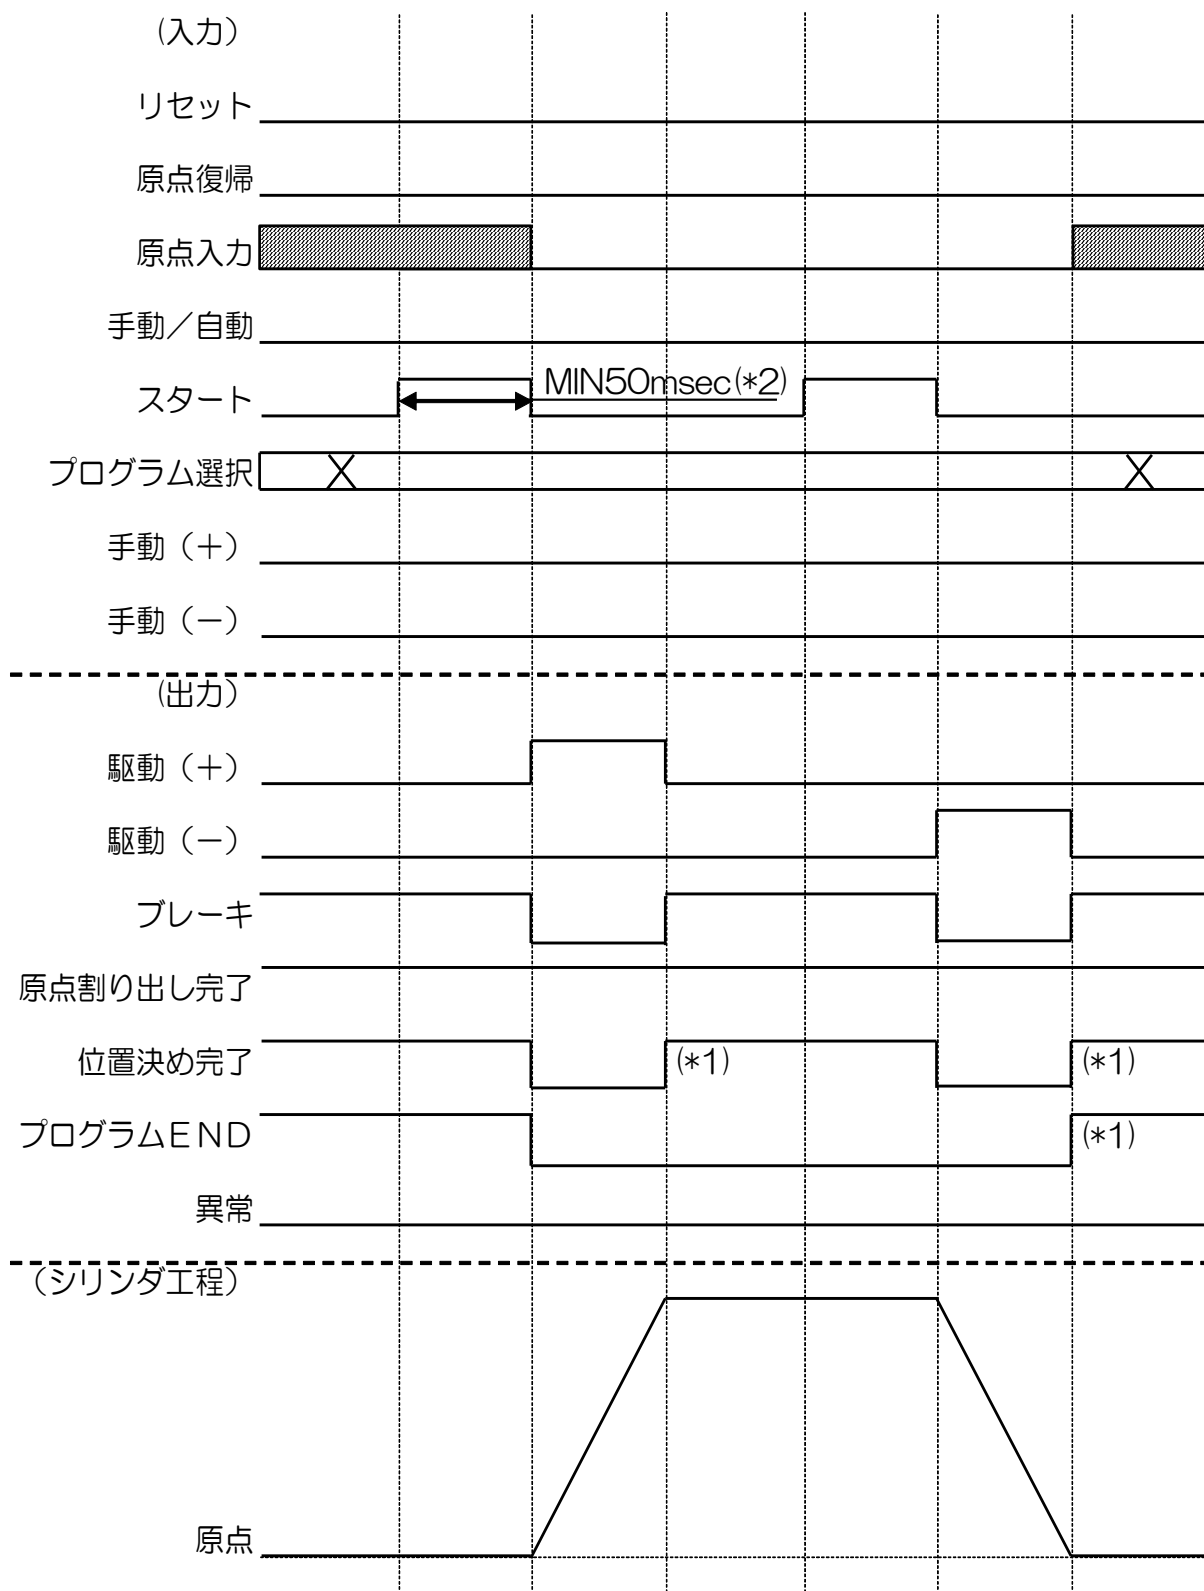 (入力)
リセット
原点復帰
原点入力
手動／自動
スタート
MIN50msec(*2)
プログラム選択
X
X
手動（＋）
手動（－）
(出力)
駆動（＋）
駆動（－）
ブレーキ
原点割り出し完了
位置決め完了
(*1)
(*1)
プログラムＥＮＤ
(*1)
異常
（シリンダ工程）
原点